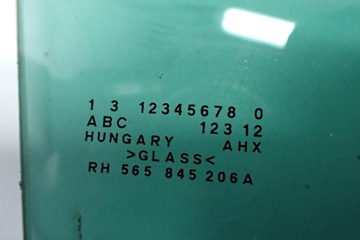 1 3 12345678 0
ABC 123 12
HUNGARY AHX
>GLASS<
RH 565 845 206A